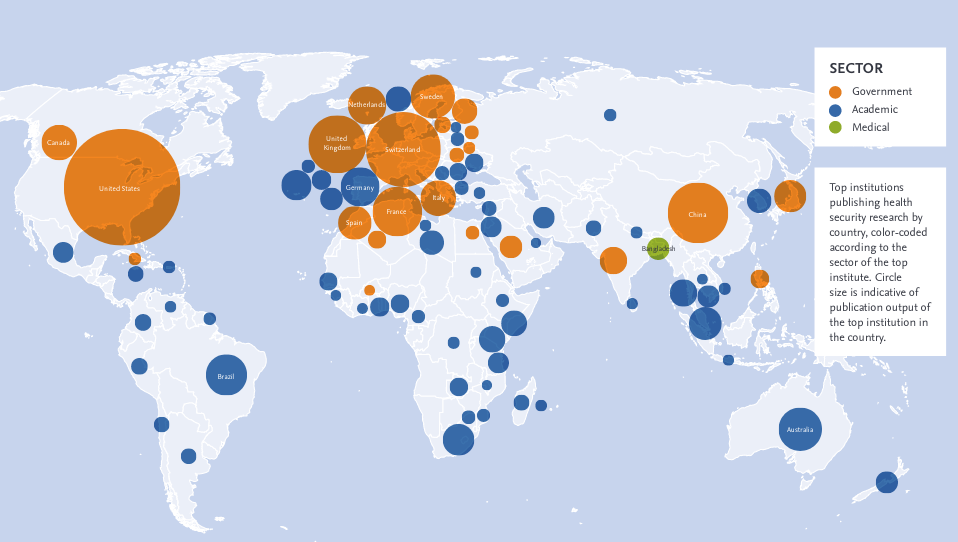 SECTOR
Government
Academic
Medical
Top institutions
publishing health
security research by
country, color-coded
according to the
sector of the top
institute. Circle
size is indicative of
publication output of
the top institution in
the country.
Sweden
Netherlands
Canada
United
Kingdom
Switzerland
United States
Germany
Italy
France
Spain
China
Bangladesh
Brazil
Australia